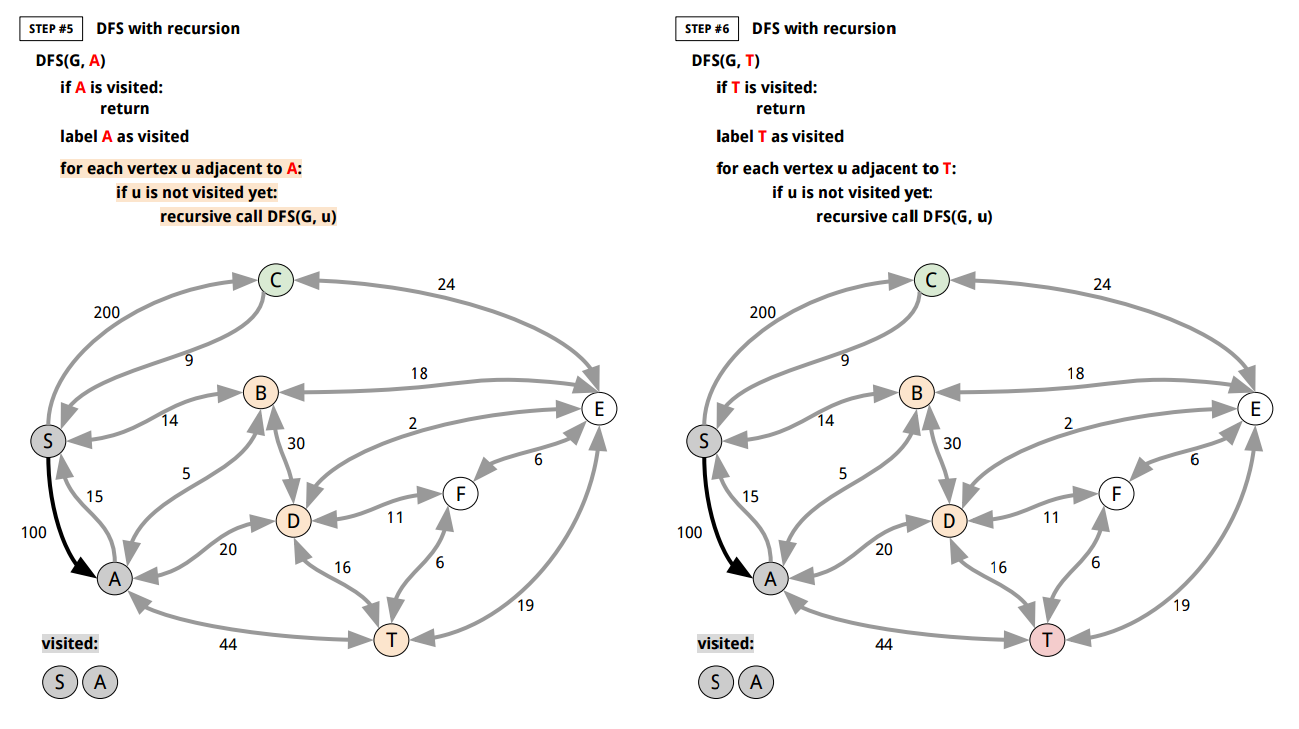 STEP #5 DFS with recursion
DFS(G, A)
if A is visited:
return
label A as visited
for each vertex u adjacent to A:
if u is not visited yet:
recursive call DFS(G, u)
C
24
200
9
18
B
E
14
2
S
30
5
6
15
F
D
11
100
20
16
6
A
19
T
44
visited:
S A
STEP #6 DFS with recursion
DFS(G, T)
if T is visited:
return
label T as visited
for each vertex u adjacent to T:
if u is not visited yet:
recursive call DFS(G, u)
C
24
200
9
18
B
E
14
2
S
30
5
6
15
F
D
11
100
20
16
6
A
19
T
44
visited:
S A